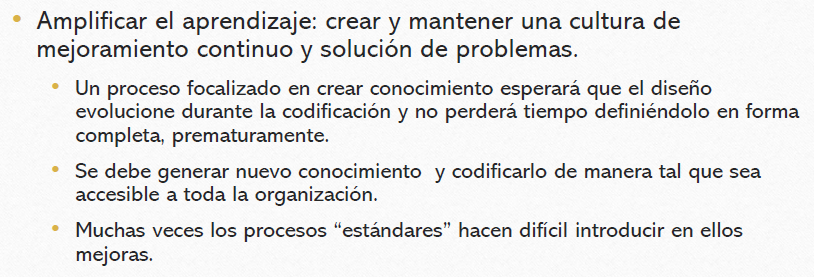 • Amplificar el aprendizaje: crear y mantener una cultura de
mejoramiento continuo y solución de problemas.
• Un proceso focalizado en crear conocimiento esperará que el diseño
evolucione durante la codificación y no perderá tiempo definiéndolo en forma
completa, prematuramente.
• Se debe generar nuevo conocimiento  y codificarlo de manera tal que sea
accesible a toda la organización.
• Muchas veces los procesos “estándares” hacen difícil introducir en ellos
mejoras.